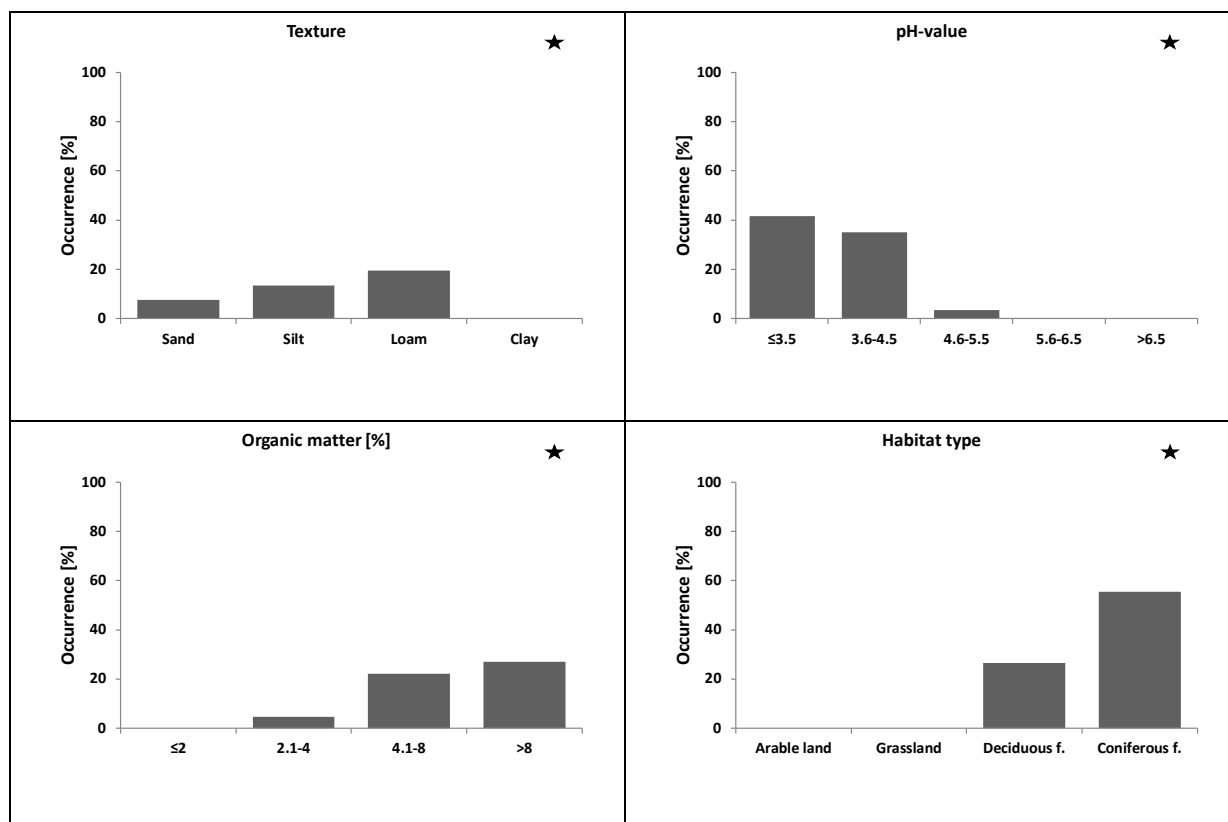 Texture
★
Occurrence [%]
100
80
60
40
20
0
Sand Silt Loam Clay
pH-value
★
Occurrence [%]
100
80
60
40
20
0
≤3.5 3.6-4.5 4.6-5.5 5.6-6.5 >6.5
Organic matter [%]
★
Occurrence [%]
100
80
60
40
20
0
≤2 2.1-4 4.1-8 >8
Habitat type
★
Occurrence [%]
100
80
60
40
20
0
Arable land Grassland Deciduous f. Coniferous f.